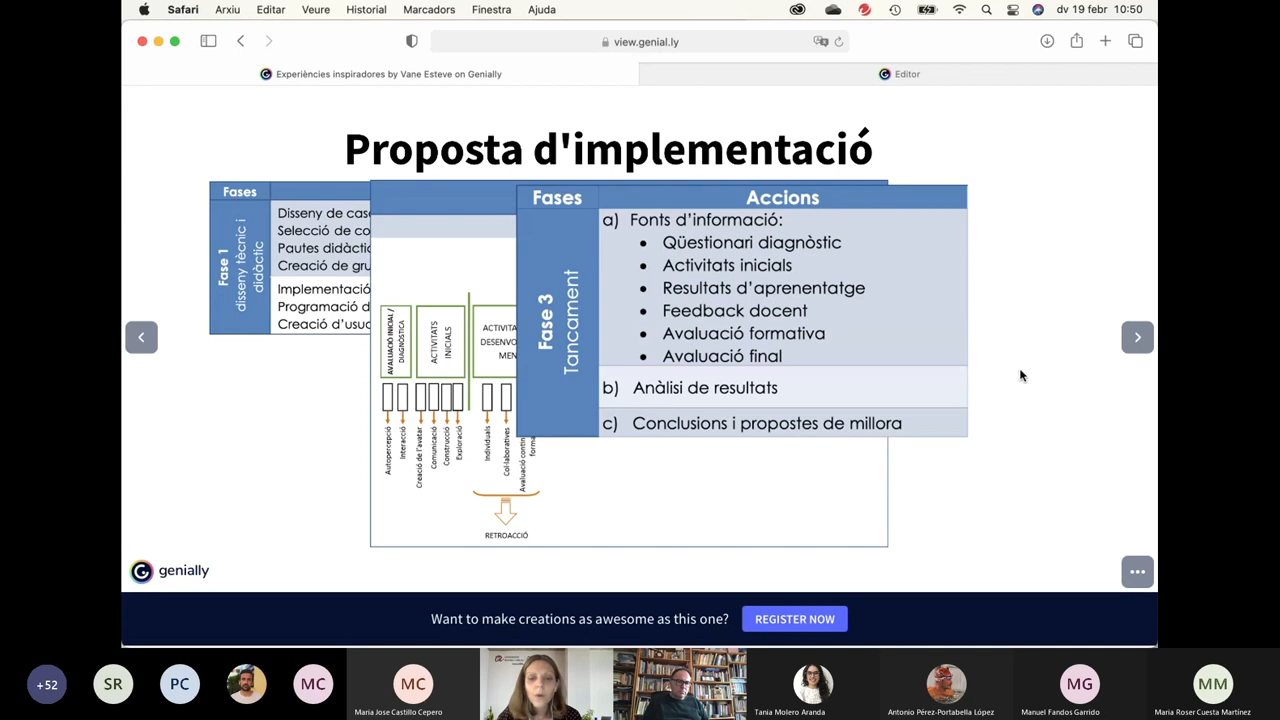 Safari Arxiu Editar Veure Historial Marcadors Finestra Ajuda dv 19 febr 10:50
view.genial.ly
Experiències inspiradores by Vane Esteve on Genially
Editor
Proposta d'implementació
Fases
Fase 1
disseny tècnic i
didàctic
Disseny de cas
Selecció de co
Pautes didàctic
Creació de gru
Implementació
Programació d
Creació d'usu
AVALUACIÓ INICIAL /
DIAGNÒSTICA
ACTIVITATS
INICIALS
ACTIVITA
DESENVO
MEN
Autopercepció
Interacció
Creació de l'avatar
Comunicació
Construcció
Exploració
Individuals
Col·laboratives
Avaluació contin
forma
RETROACCIÓ
Fases Accions
Fase 3
Tancament
a) Fonts d'informació:
• Qüestionari diagnòstic
• Activitats inicials
• Resultats d'aprenentatge
• Feedback docent
• Avaluació formativa
• Avaluació final
b) Anàlisi de resultats
c) Conclusions i propostes de millora
genially
Want to make creations as awesome as this one? REGISTER NOW
+52 SR PC MC MC MG MM
Maria Jose Castillo Cepero Tania Molero Aranda Antonio Pérez-Portabella López Manuel Fandos Garrido Maria Roser Cuesta Martínez